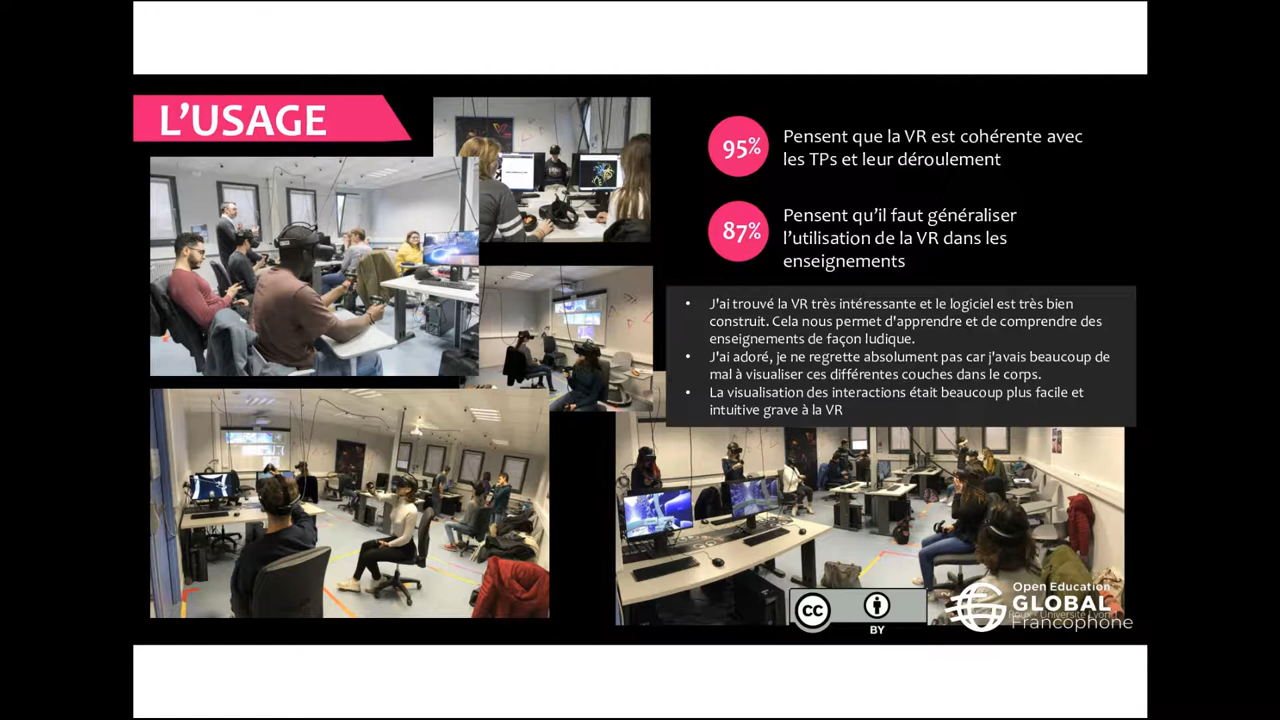 L'USAGE
95%
Pensent que la VR est cohérente avec
les TPs et leur déroulement
87%
Pensent qu'il faut généraliser
l'utilisation de la VR dans les
enseignements
• J'ai trouvé la VR très intéressante et le logiciel est très bien
construit. Cela nous permet d'apprendre et de comprendre des
enseignements de façon ludique.
• J'ai adoré, je ne regrette absolument pas car j'avais beaucoup de
mal à visualiser ces différentes couches dans le corps.
• La visualisation des interactions était beaucoup plus facile et
intuitive grave à la VR
CC
BY
Open Education
GLOBAL
Francophone